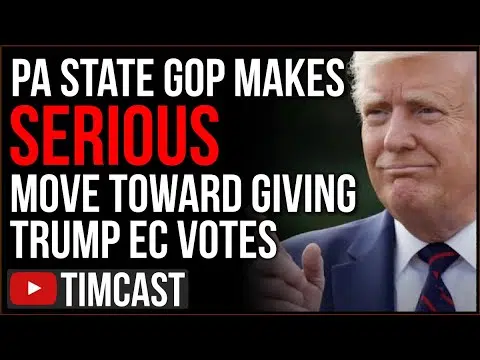 PA STATE GOP MAKES
SERIOUS
MOVE TOWARD GIVING
TRUMP EC VOTES
TIMCAST